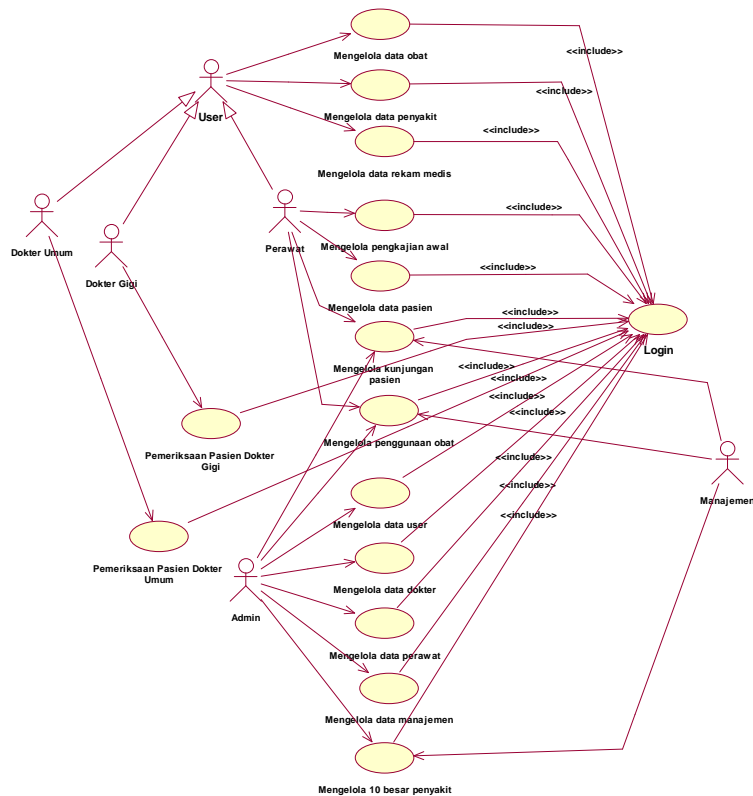 Mengelola data obat
<<include>>
User
Mengelola data penyakit
<<include>>
<<include>>
Mengelola data rekam medis
Dokter Umum
Dokter Gigi
Perawat
Mengelola pengkajian awal
<<include>>
<<include>>
Mengelola data pasien
<<include>>
<<include>>
Login
Mengelola kunjungan
pasien
<<include>>
<<include>>
Pemeriksaan Pasien Dokter
Gigi
Mengelola penggunaan obat
<<include>>
<<include>>
<<include>>
<<include>>
Manajemen
Mengelola data user
Pemeriksaan Pasien Dokter
Umum
Mengelola data dokter
Admin
Mengelola data perawat
Mengelola data manajemen
Mengelola 10 besar penyakit